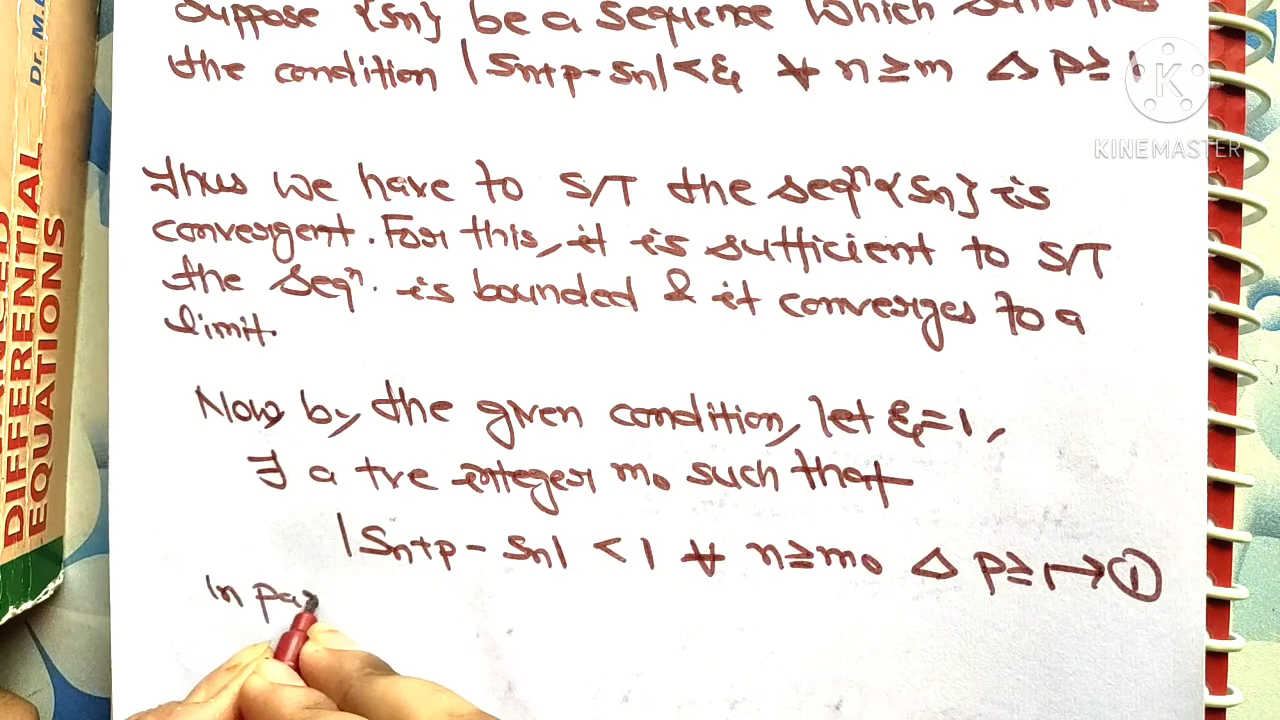 Suppose {Sn} be a sequence which satisfies
the condition |Sn+p - Sn| < ε, ∀ n ≥ m & p ≥ 1
Thus we have to S/T the seqⁿ {Sn} is
convergent. For this, it is sufficient to S/T
the seqⁿ. is bounded & it converges to a
limit.
Now by the given condition, let ε = 1,
∃ a +ve integer m₀ such that
|Sn+p - Sn| < 1 ∀ n ≥ m₀ & p ≥ 1 → ①
In par
DIFFERENTIAL
EQUATIONS
Dr. M.D
KINEMASTER